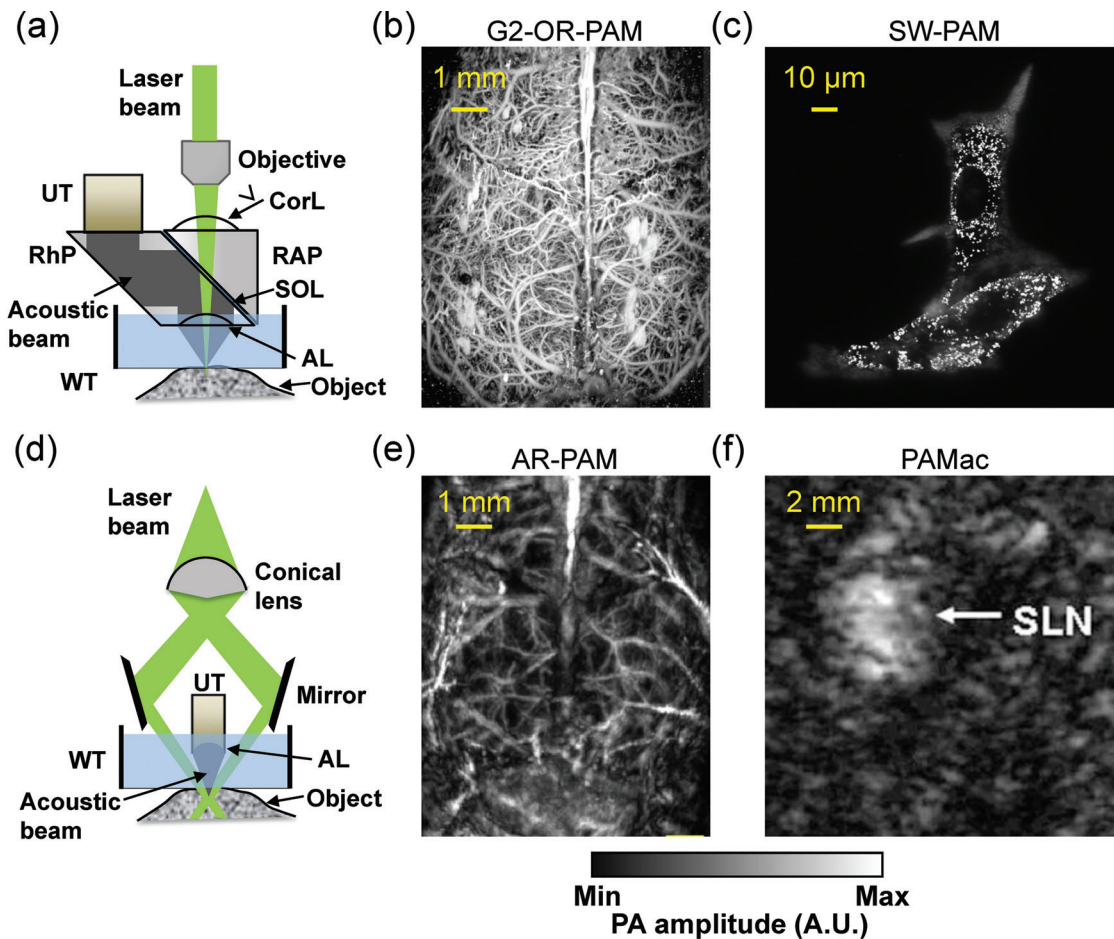 (a)
Laser
beam
Objective
UT
CorL
RhP
RAP
SOL
Acoustic
beam
AL
WT
Object
(b)
G2-OR-PAM
1 mm
(c)
SW-PAM
10 µm
(d)
Laser
beam
Conical
lens
UT
Mirror
WT
AL
Acoustic
beam
Object
(e)
AR-PAM
1 mm
(f)
PAMac
2 mm
SLN
Min
Max
PA amplitude (A.U.)